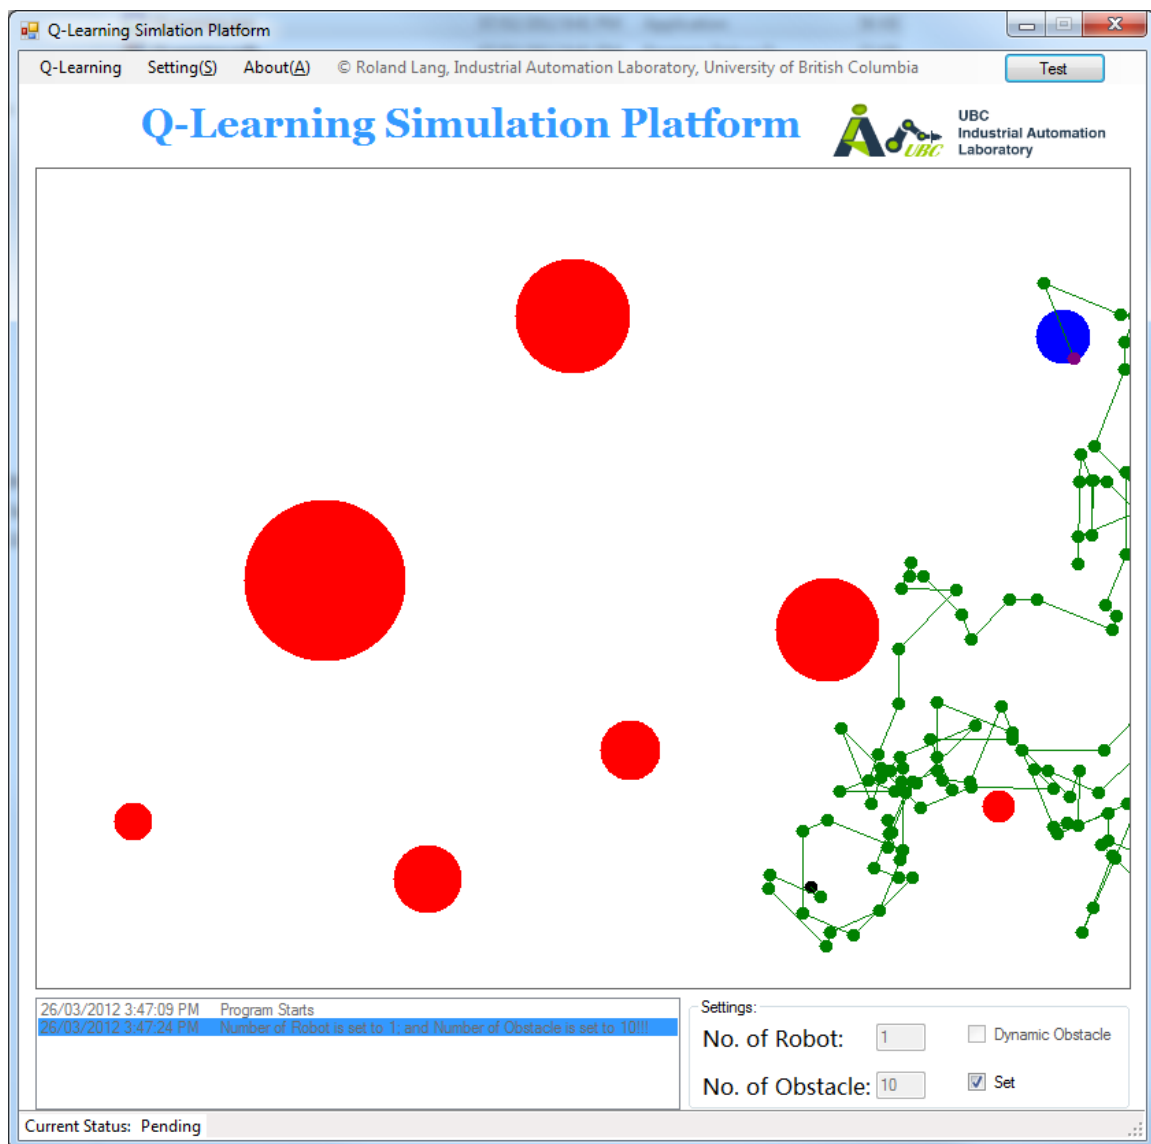 Q-Learning Simlation Platform
Q-Learning Setting(S) About(A) © Roland Lang, Industrial Automation Laboratory, University of British Columbia Test
Q-Learning Simulation Platform
UBC
UBC
Industrial Automation
Laboratory
26/03/2012 3:47:09 PM Program Starts
26/03/2012 3:47:24 PM Number of Robot is set to 1; and Number of Obstacle is set to 10!!!
Settings:
No. of Robot: 1 Dynamic Obstacle
No. of Obstacle: 10 Set
Current Status: Pending